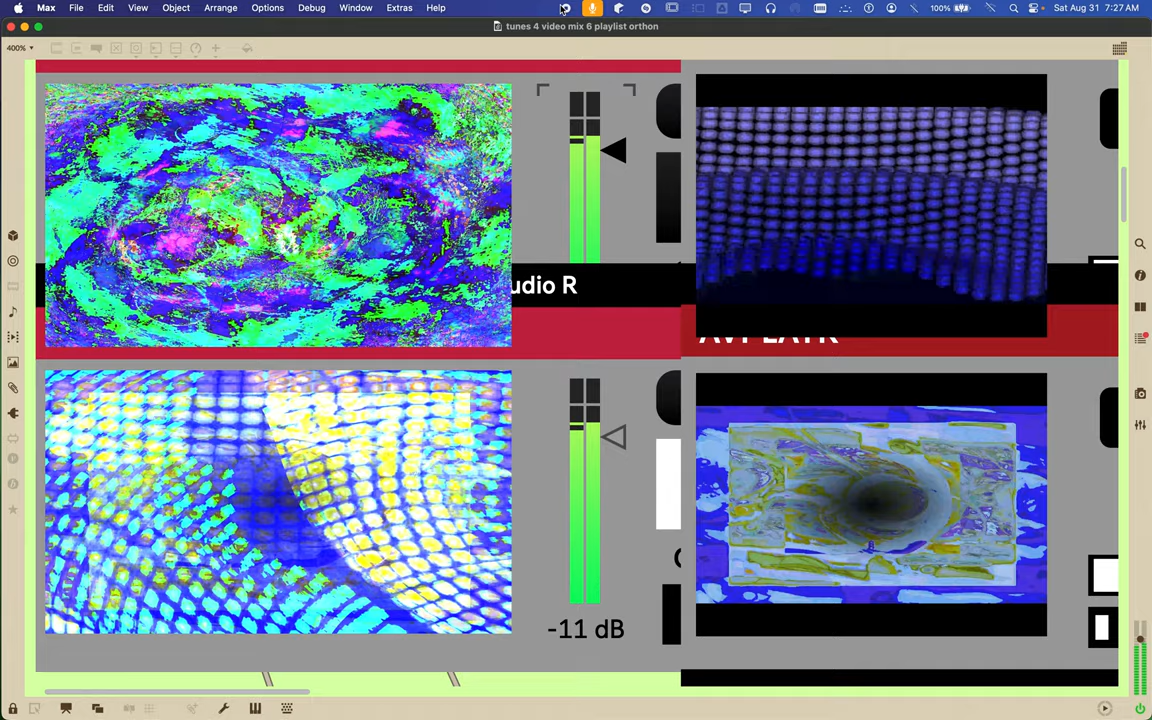 Max File Edit View Object Arrange Options Debug Window Extras Help 100% Sat Aug 31 7:27 AM
tunes 4 video mix 6 playlist orthon
400%
udio R
-11 dB